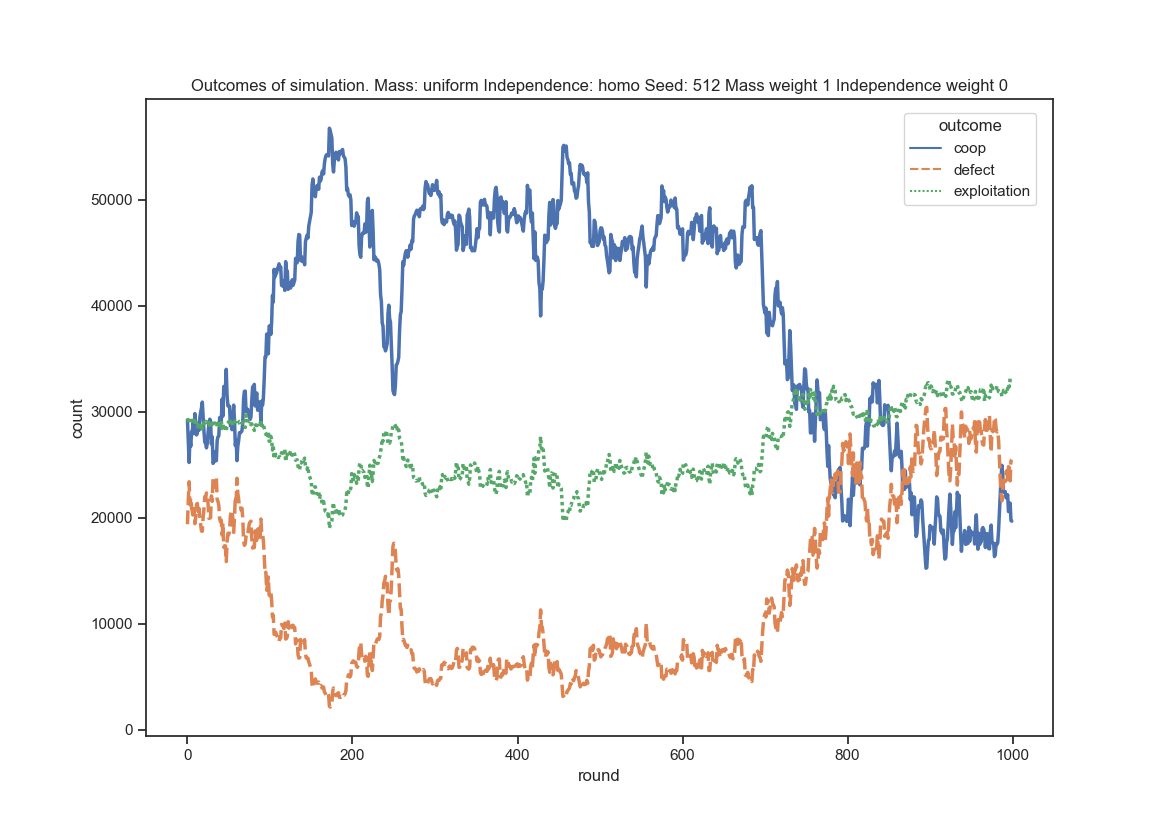 Outcomes of simulation. Mass: uniform Independence: homo Seed: 512 Mass weight 1 Independence weight 0
outcome
coop
defect
exploitation
50000
40000
30000
20000
10000
0
count
0
200
400
600
800
1000
round